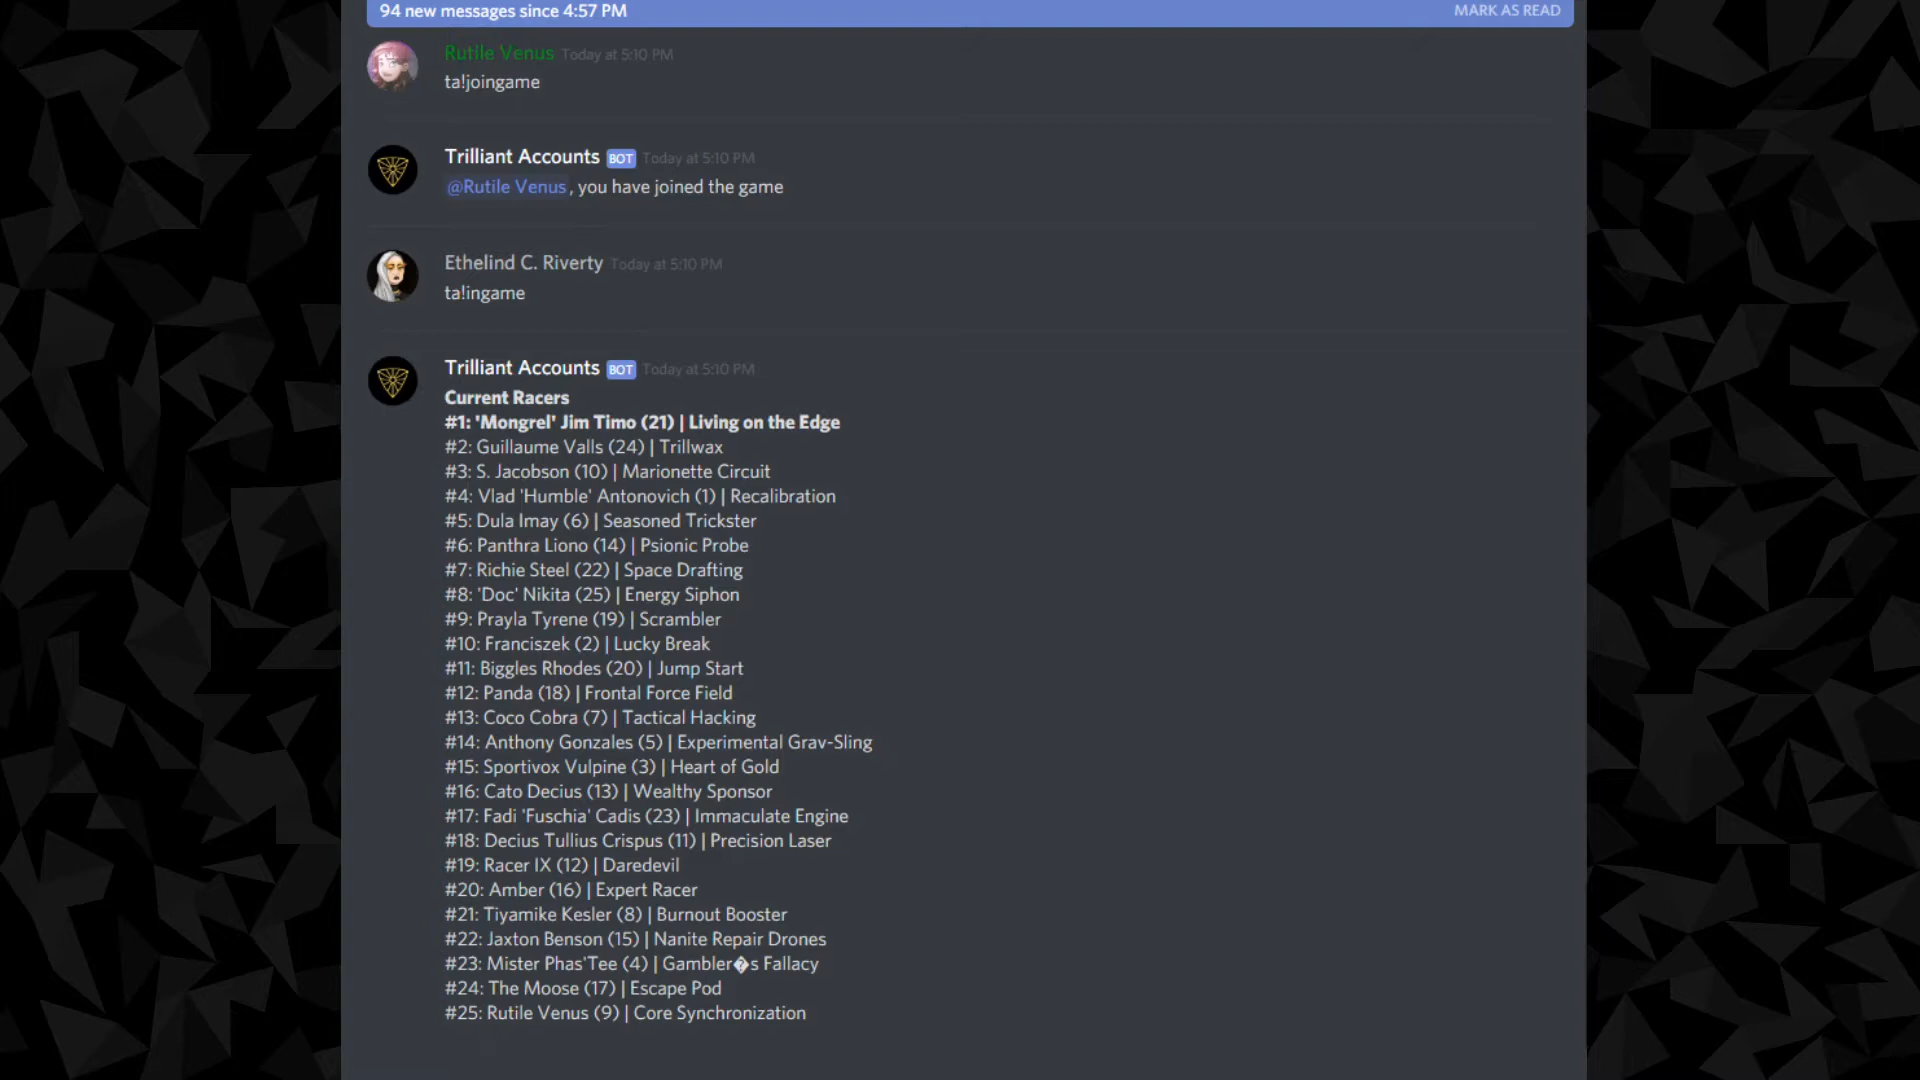 94 new messages since 4:57 PM MARK AS READ
Rutile Venus Today at 5:10 PM
ta!joingame
Trilliant Accounts BOT Today at 5:10 PM
@Rutile Venus, you have joined the game
Ethelind C. Riverty Today at 5:10 PM
ta!ingame
Trilliant Accounts BOT Today at 5:10 PM
Current Racers
#1: 'Mongrel' Jim Timo (21) | Living on the Edge
#2: Guillaume Valls (24) | Trillwax
#3: S. Jacobson (10) | Marionette Circuit
#4: Vlad 'Humble' Antonovich (1) | Recalibration
#5: Dula Imay (6) | Seasoned Trickster
#6: Panthra Liono (14) | Psionic Probe
#7: Richie Steel (22) | Space Drafting
#8: 'Doc' Nikita (25) | Energy Siphon
#9: Prayla Tyrene (19) | Scrambler
#10: Franciszek (2) | Lucky Break
#11: Biggles Rhodes (20) | Jump Start
#12: Panda (18) | Frontal Force Field
#13: Coco Cobra (7) | Tactical Hacking
#14: Anthony Gonzales (5) | Experimental Grav-Sling
#15: Sportivox Vulpine (3) | Heart of Gold
#16: Cato Decius (13) | Wealthy Sponsor
#17: Fadi 'Fuschia' Cadis (23) | Immaculate Engine
#18: Decius Tullius Crispus (11) | Precision Laser
#19: Racer IX (12) | Daredevil
#20: Amber (16) | Expert Racer
#21: Tiyamike Kesler (8) | Burnout Booster
#22: Jaxton Benson (15) | Nanite Repair Drones
#23: Mister Phas'Tee (4) | Gambler�s Fallacy
#24: The Moose (17) | Escape Pod
#25: Rutile Venus (9) | Core Synchronization